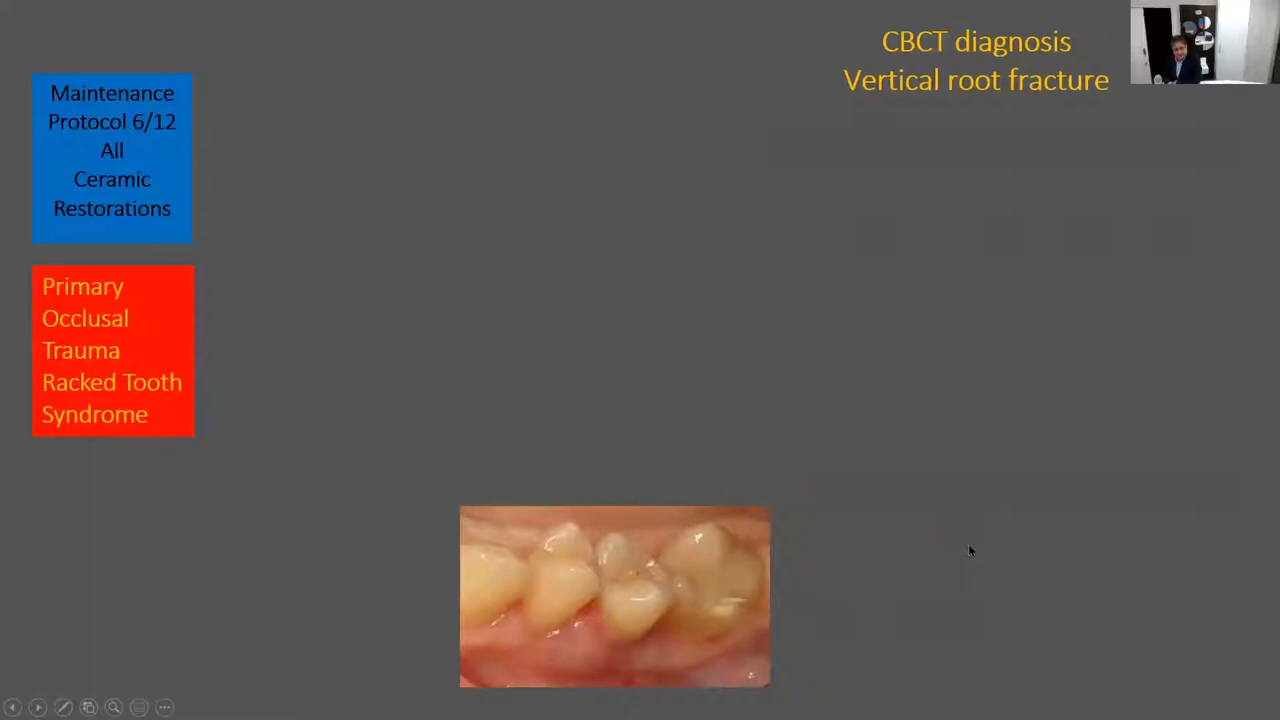 CBCT diagnosis
Vertical root fracture
Maintenance
Protocol 6/12
All
Ceramic
Restorations
Primary
Occlusal
Trauma
Racked Tooth
Syndrome